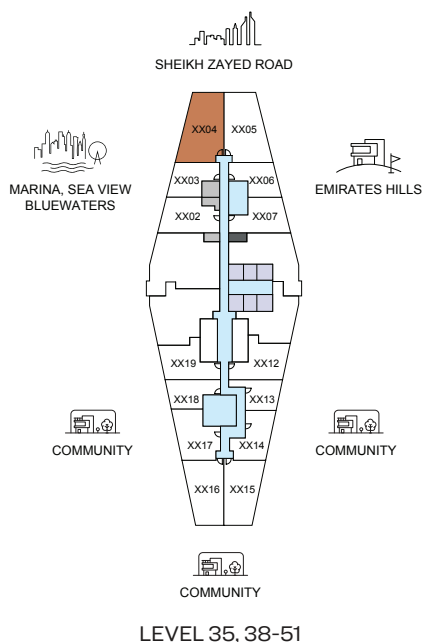 SHEIKH ZAYED ROAD
XX04
XX05
MARINA, SEA VIEW
BLUEWATERS
XX03
XX06
EMIRATES HILLS
XX02
XX07
XX19
XX12
XX18
XX13
COMMUNITY
XX17
XX14
COMMUNITY
XX16
XX15
COMMUNITY
LEVEL 35, 38-51